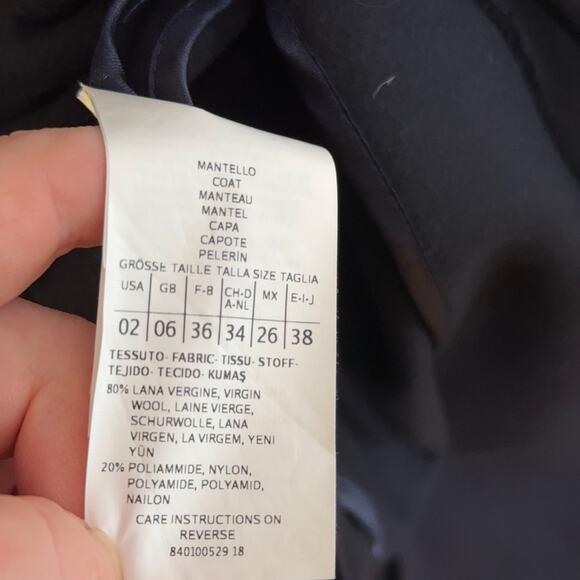 MANTELLO
COAT
MANTEAU
MANTEL
CAPA
CAPOTE
PELERİN
GRÖSSE TAILLE TALLA SIZE TAGLIA
USA GB F-B CH-D A-NL MX E-I-J
02 06 36 34 26 38
TESSUTO- FABRIC- TISSU- STOFF-
TEJIDO- TECIDO- KUMAŞ
80% LANA VERGINE, VIRGIN
WOOL, LAINE VIERGE,
SCHURWOLLE, LANA
VIRGEN, LA VIRGEM, YENI
YÜN
20% POLIAMMIDE, NYLON,
POLYAMIDE, POLYAMID,
NAILON
CARE INSTRUCTIONS ON
REVERSE
840100529 18